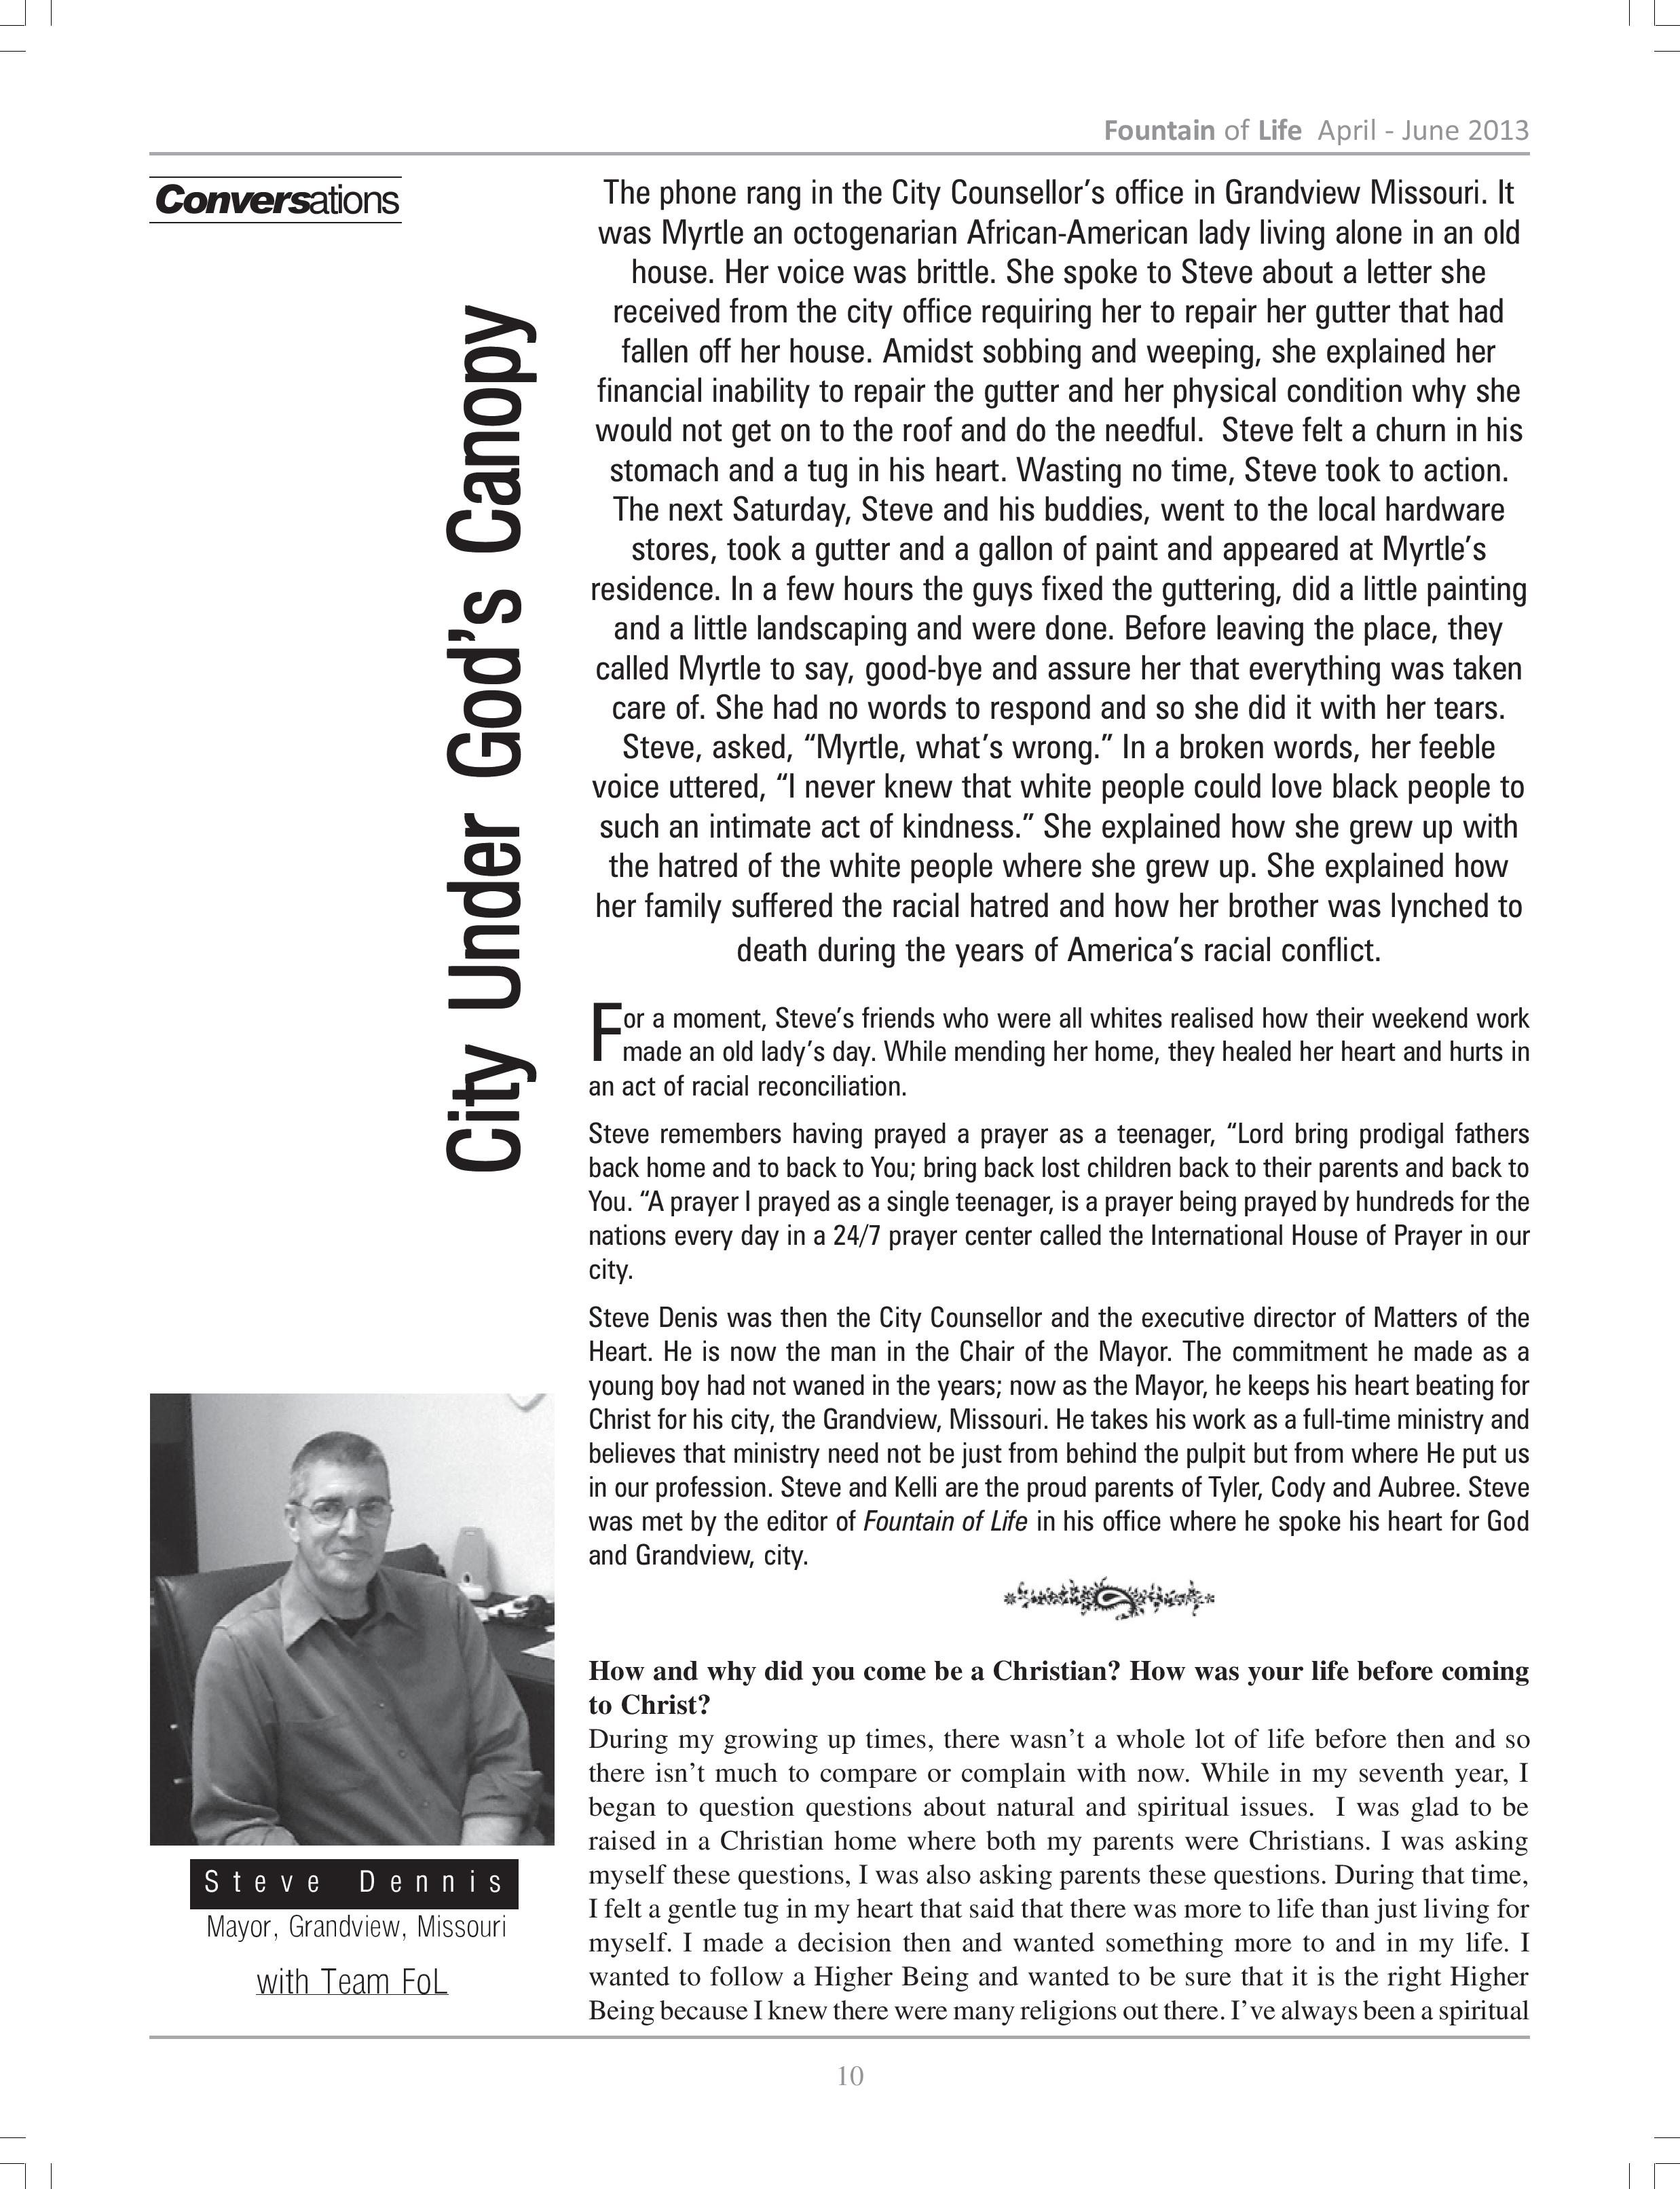 Fountain of Life April - June 2013
Conversations
City Under God’s Canopy
The phone rang in the City Counsellor’s office in Grandview Missouri. It
was Myrtle an octogenarian African-American lady living alone in an old
house. Her voice was brittle. She spoke to Steve about a letter she
received from the city office requiring her to repair her gutter that had
fallen off her house. Amidst sobbing and weeping, she explained her
financial inability to repair the gutter and her physical condition why she
would not get on to the roof and do the needful.  Steve felt a churn in his
stomach and a tug in his heart. Wasting no time, Steve took to action.
The next Saturday, Steve and his buddies, went to the local hardware
stores, took a gutter and a gallon of paint and appeared at Myrtle’s
residence. In a few hours the guys fixed the guttering, did a little painting
and a little landscaping and were done. Before leaving the place, they
called Myrtle to say, good-bye and assure her that everything was taken
care of. She had no words to respond and so she did it with her tears.
Steve, asked, “Myrtle, what’s wrong.” In a broken words, her feeble
voice uttered, “I never knew that white people could love black people to
such an intimate act of kindness.” She explained how she grew up with
the hatred of the white people where she grew up. She explained how
her family suffered the racial hatred and how her brother was lynched to
death during the years of America’s racial conflict.
For a moment, Steve’s friends who were all whites realised how their weekend work
made an old lady’s day. While mending her home, they healed her heart and hurts in
an act of racial reconciliation.
Steve remembers having prayed a prayer as a teenager, “Lord bring prodigal fathers
back home and to back to You; bring back lost children back to their parents and back to
You. “A prayer I prayed as a single teenager, is a prayer being prayed by hundreds for the
nations every day in a 24/7 prayer center called the International House of Prayer in our
city.
Steve Denis was then the City Counsellor and the executive director of Matters of the
Heart. He is now the man in the Chair of the Mayor. The commitment he made as a
young boy had not waned in the years; now as the Mayor, he keeps his heart beating for
Christ for his city, the Grandview, Missouri. He takes his work as a full-time ministry and
believes that ministry need not be just from behind the pulpit but from where He put us
in our profession. Steve and Kelli are the proud parents of Tyler, Cody and Aubree. Steve
was met by the editor of Fountain of Life in his office where he spoke his heart for God
and Grandview, city.
How and why did you come be a Christian? How was your life before coming
to Christ?
During my growing up times, there wasn’t a whole lot of life before then and so
there isn’t much to compare or complain with now. While in my seventh year, I
began to question questions about natural and spiritual issues.  I was glad to be
raised in a Christian home where both my parents were Christians. I was asking
myself these questions, I was also asking parents these questions. During that time,
I felt a gentle tug in my heart that said that there was more to life than just living for
myself. I made a decision then and wanted something more to and in my life. I
wanted to follow a Higher Being and wanted to be sure that it is the right Higher
Being because I knew there were many religions out there. I’ve always been a spiritual
Steve Dennis
Mayor, Grandview, Missouri
with Team FoL
10